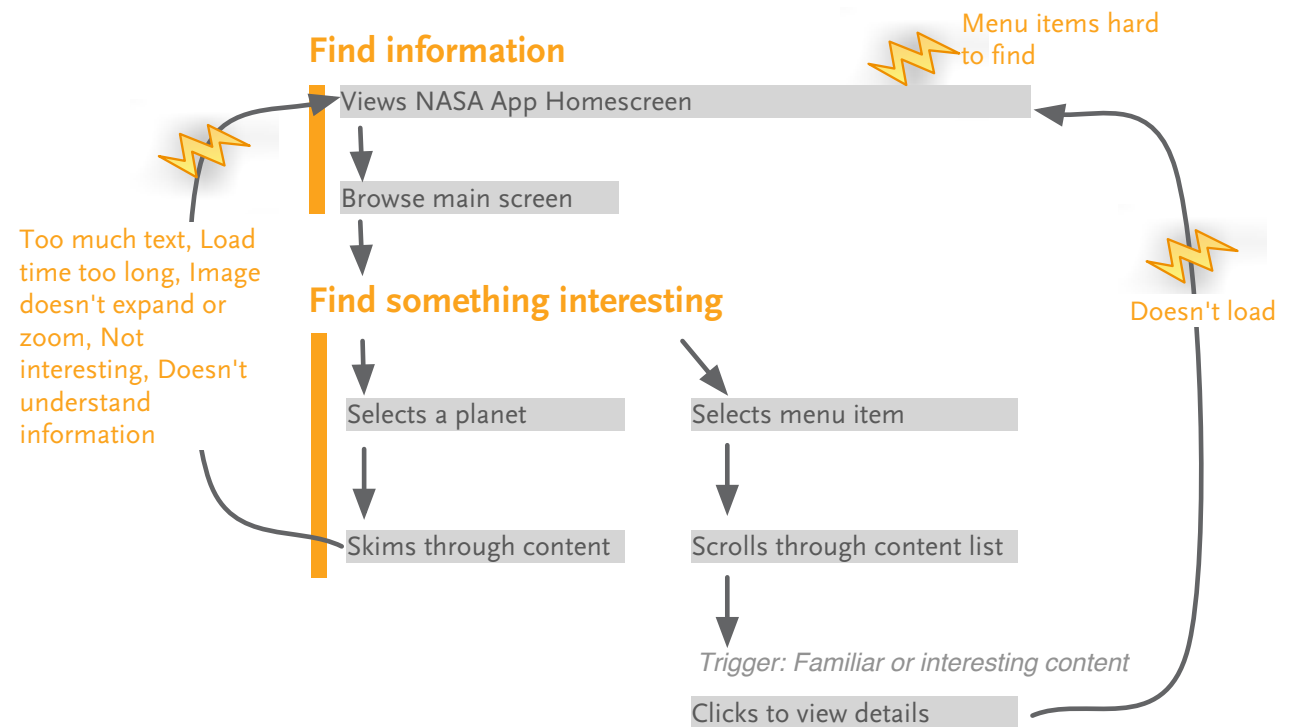 Menu items hard
to find
Find information
Views NASA App Homescreen
Browse main screen
Too much text, Load
time too long, Image
doesn't expand or
zoom, Not
interesting, Doesn't
understand
information
Find something interesting
Doesn't load
Selects a planet
Selects menu item
Skims through content
Scrolls through content list
Trigger: Familiar or interesting content
Clicks to view details